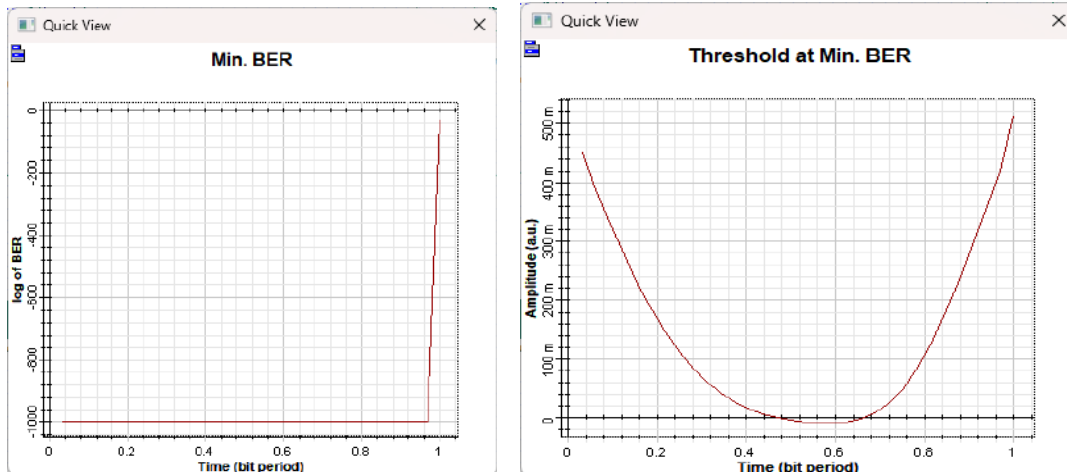 Quick View
Min. BER
log of BER
0
-200
-400
-600
-800
-1000
0 0.2 0.4 0.6 0.8 1
Time (bit period)
Quick View
Threshold at Min. BER
Amplitude (a.u.)
500 m
400 m
300 m
200 m
100 m
0
0 0.2 0.4 0.6 0.8 1
Time (bit period)